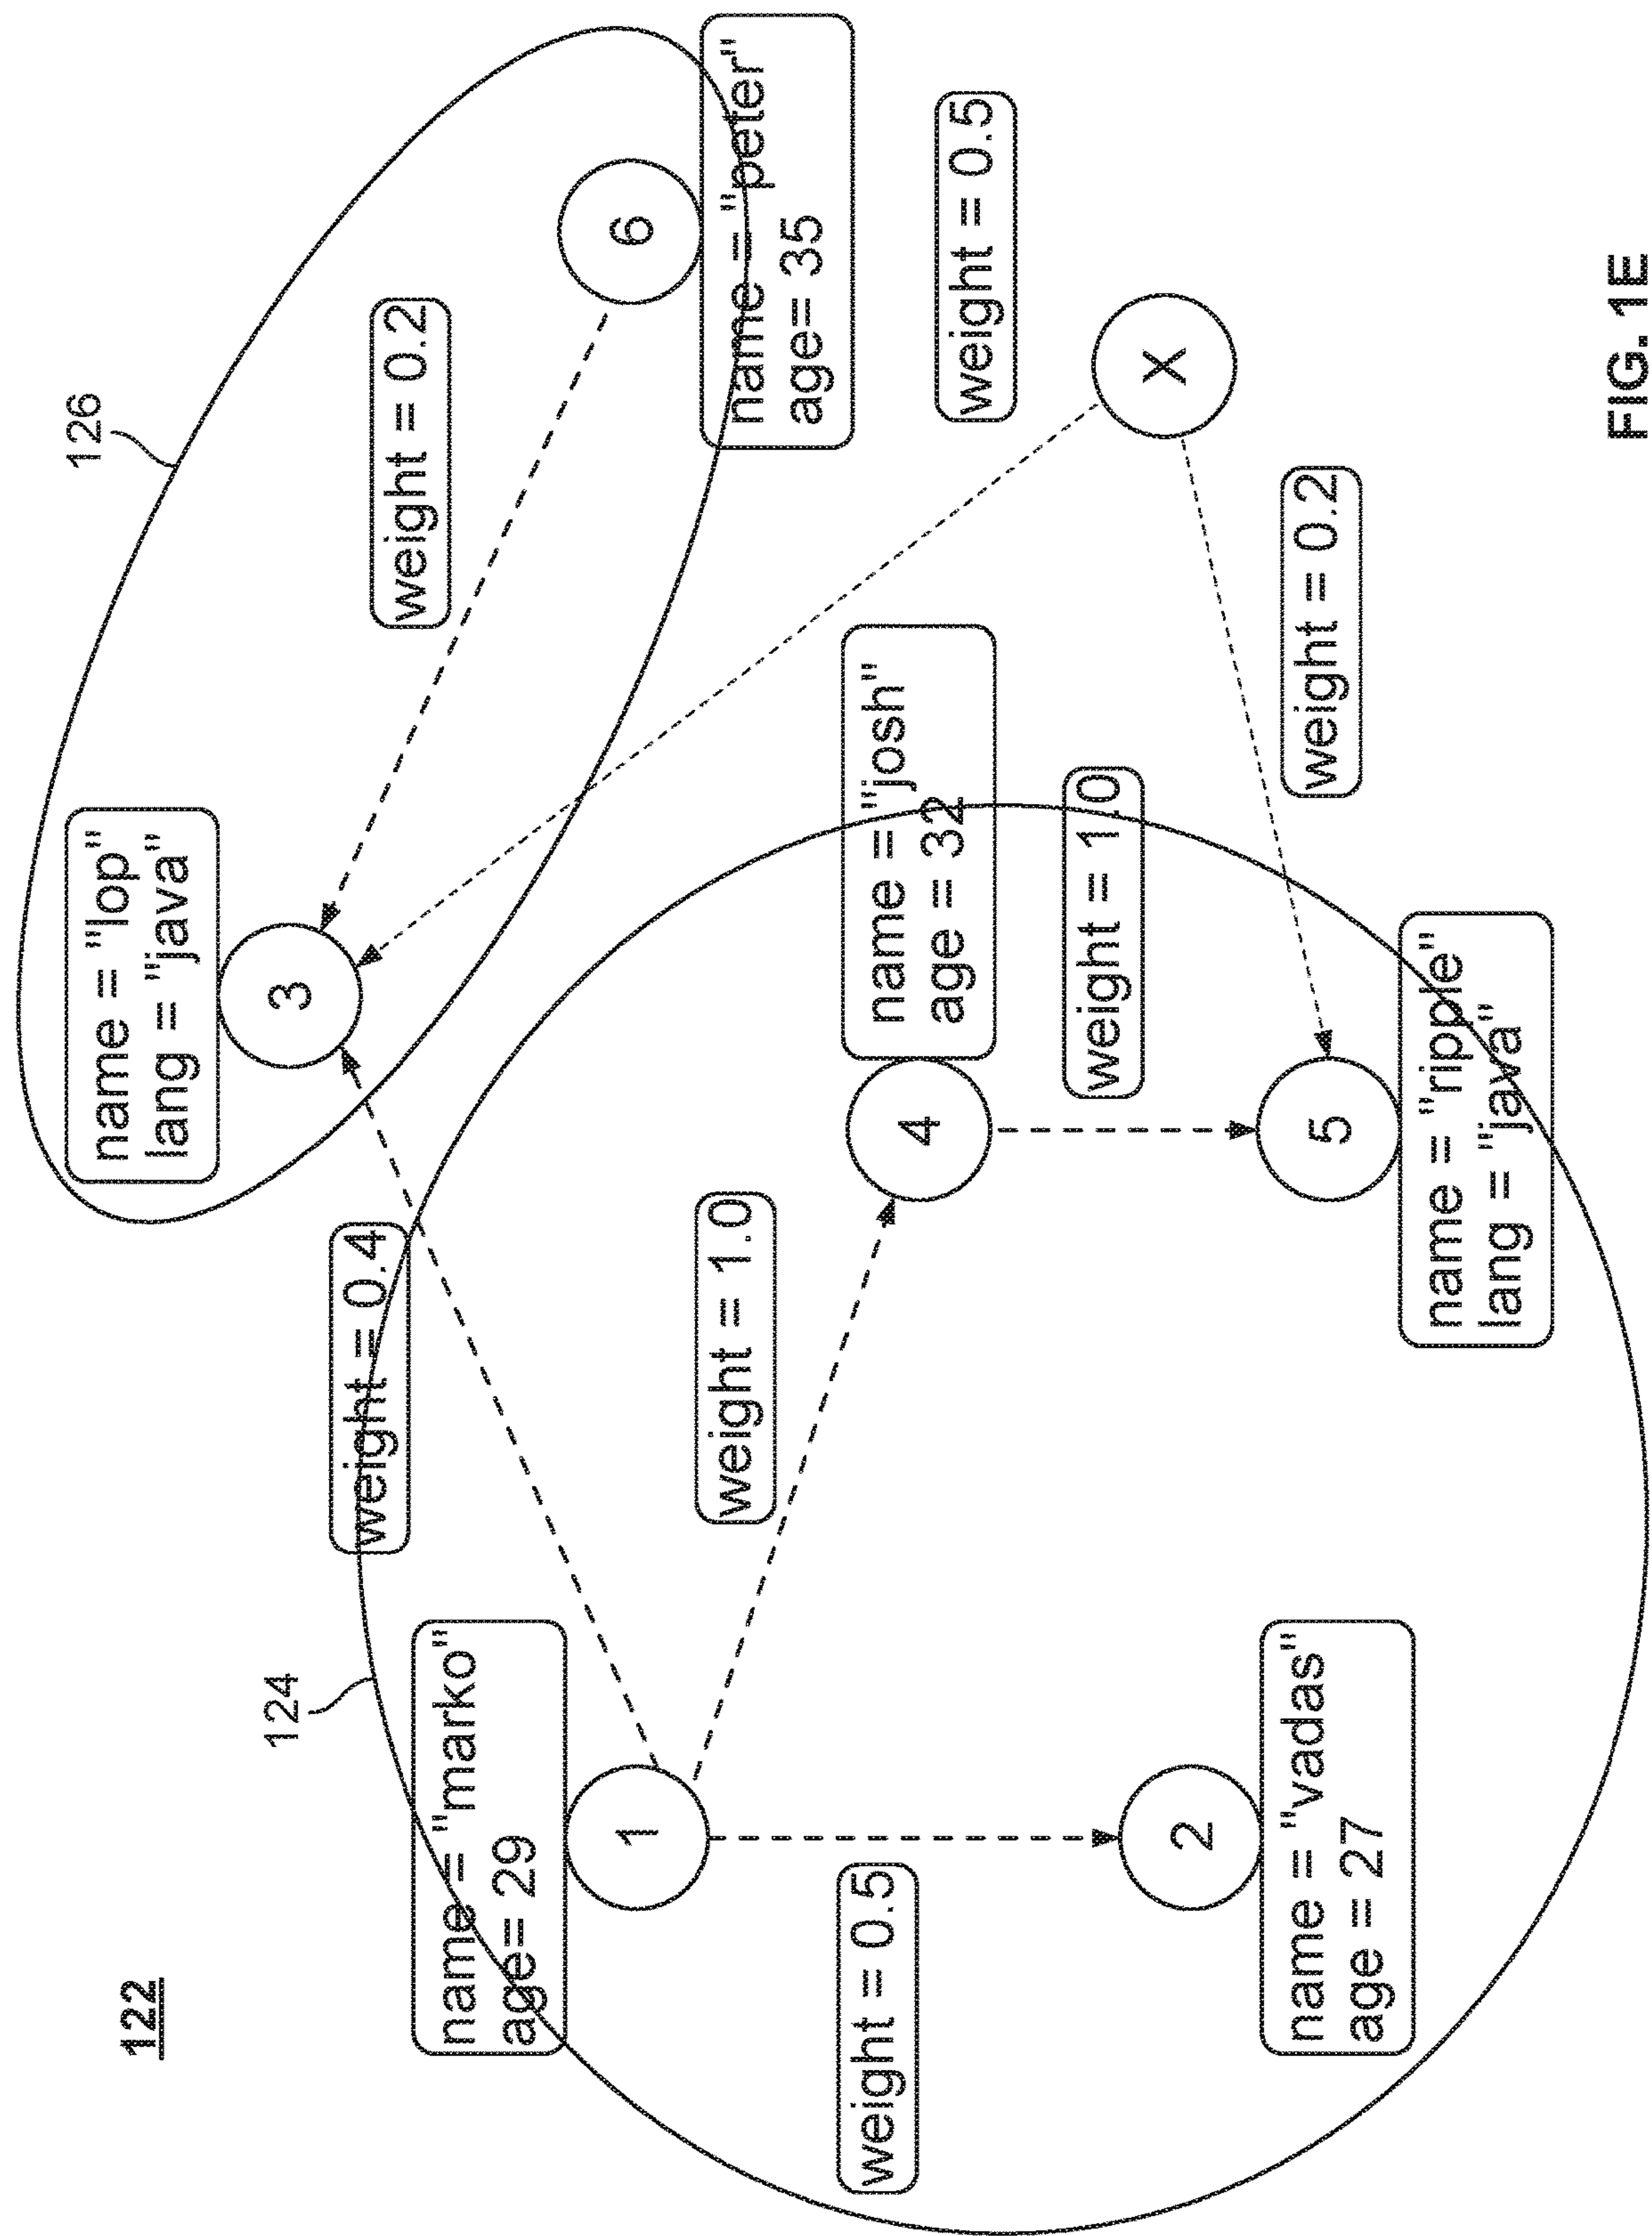 122
124
126
name = "marko"
age= 29
1
weight = 0.4
name = "lop"
lang = "java"
3
weight = 0.2
6
name = "peter"
age= 35
weight = 0.5
weight = 1.0
4
name = "josh"
age = 32
weight = 0.5
weight = 1.0
X
2
name = "vadas"
age = 27
5
name = "ripple"
lang = "java"
weight = 0.2
FIG. 1E